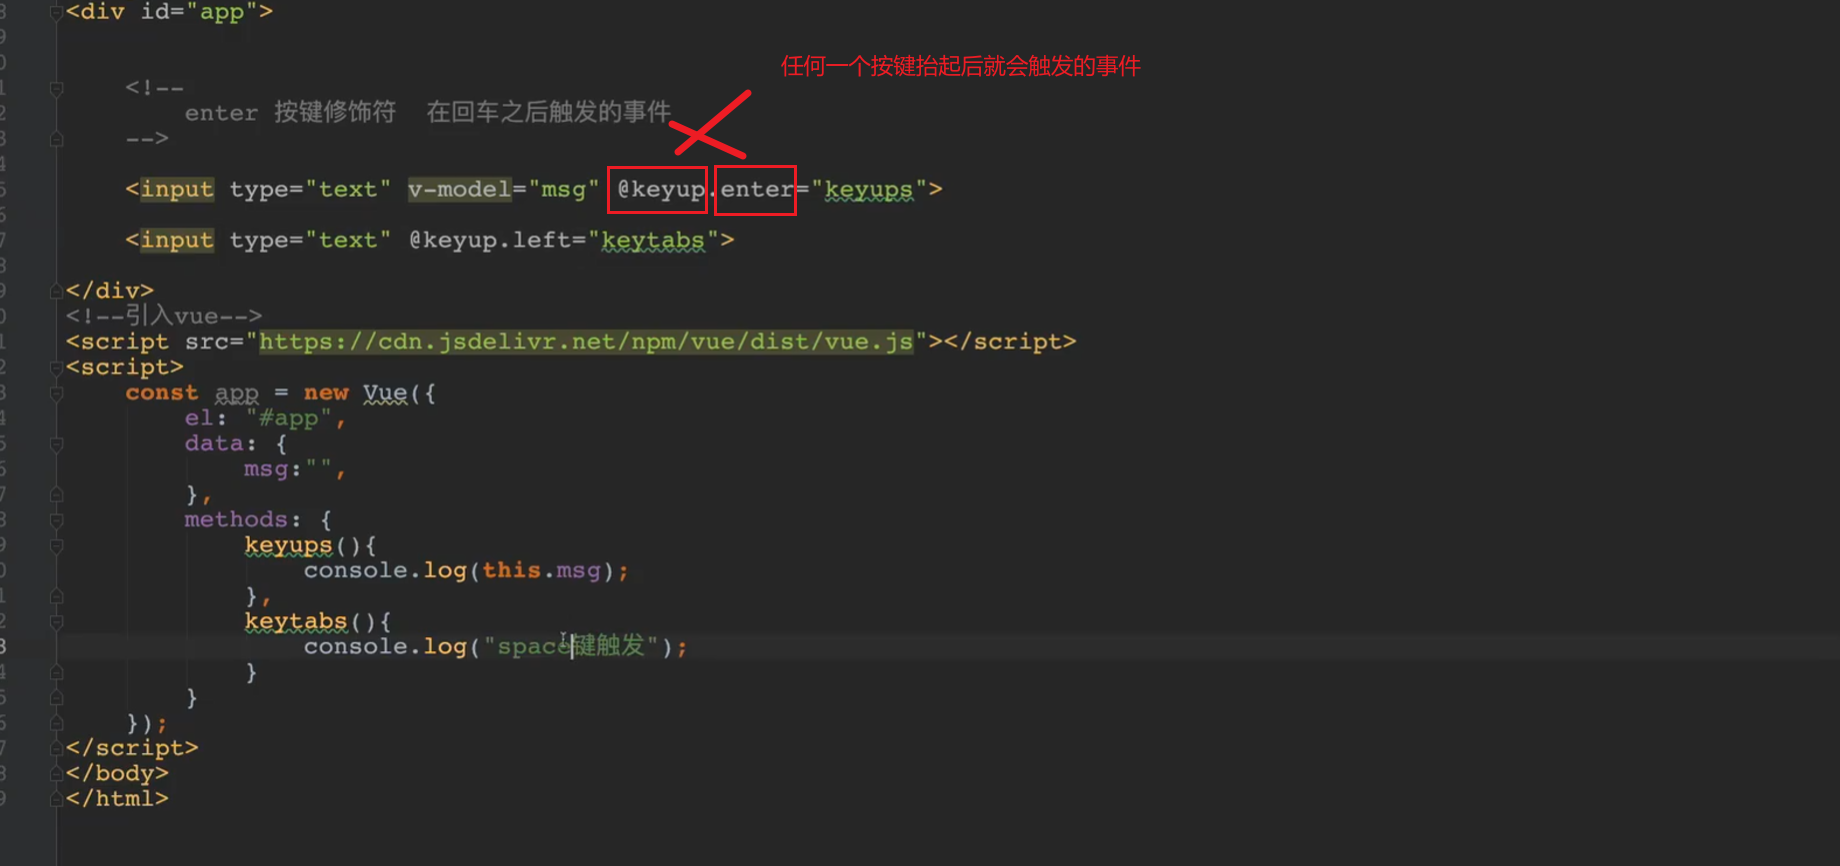 <div id="app">
任何一个按键抬起后就会触发的事件
<!--
enter 按键修饰符 在回车之后触发的事件
-->
<input type="text" v-model="msg" @keyup.enter="keyups">
<input type="text" @keyup.left="keytabs">
</div>
<!--引入vue-->
<script src="https://cdn.jsdelivr.net/npm/vue/dist/vue.js"></script>
<script>
const app = new Vue({
el: "#app",
data: {
msg:"",
},
methods: {
keyups(){
console.log(this.msg);
},
keytabs(){
console.log("space键触发");
}
}
});
</script>
</body>
</html>